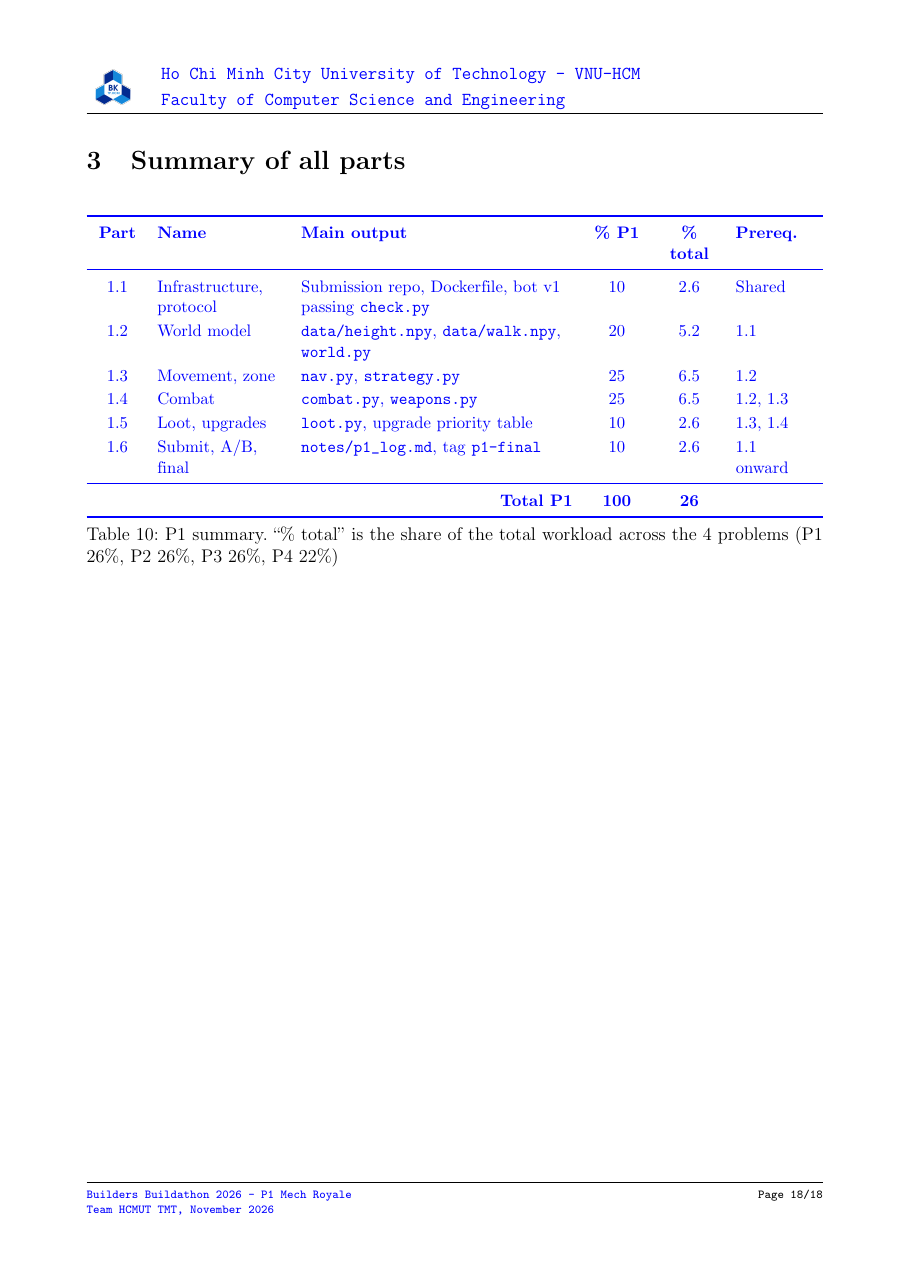 BK
Ho Chi Minh City University of Technology - VNU-HCM
Faculty of Computer Science and Engineering
3 Summary of all parts
Part Name Main output % P1 % total Prereq.
1.1 Infrastructure, protocol Submission repo, Dockerfile, bot v1 passing check.py 10 2.6 Shared
1.2 World model data/height.npy, data/walk.npy, world.py 20 5.2 1.1
1.3 Movement, zone nav.py, strategy.py 25 6.5 1.2
1.4 Combat combat.py, weapons.py 25 6.5 1.2, 1.3
1.5 Loot, upgrades loot.py, upgrade priority table 10 2.6 1.3, 1.4
1.6 Submit, A/B, final notes/p1_log.md, tag p1-final 10 2.6 1.1 onward
Total P1 100 26
Table 10: P1 summary. “% total” is the share of the total workload across the 4 problems (P1
26%, P2 26%, P3 26%, P4 22%)
Builders Buildathon 2026 - P1 Mech Royale Page 18/18
Team HCMUT TMT, November 2026